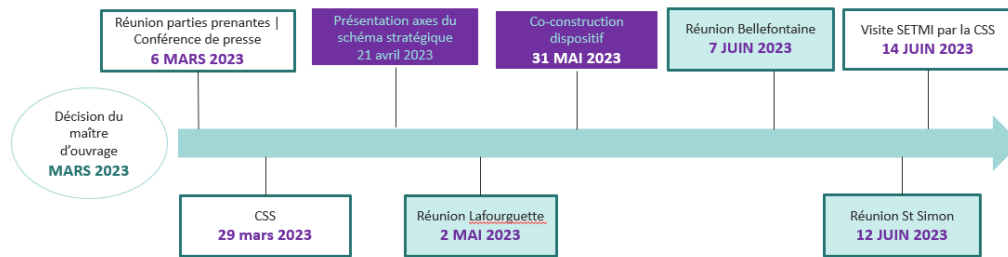 Réunion parties prenantes |
Conférence de presse
6 MARS 2023
Présentation axes du
schéma stratégique
21 avril 2023
Co-construction
dispositif
31 MAI 2023
Réunion Bellefontaine
7 JUIN 2023
Visite SETMI par la CSS
14 JUIN 2023
Décision du
maître
d'ouvrage
MARS 2023
CSS
29 mars 2023
Réunion Lafourguette
2 MAI 2023
Réunion St Simon
12 JUIN 2023